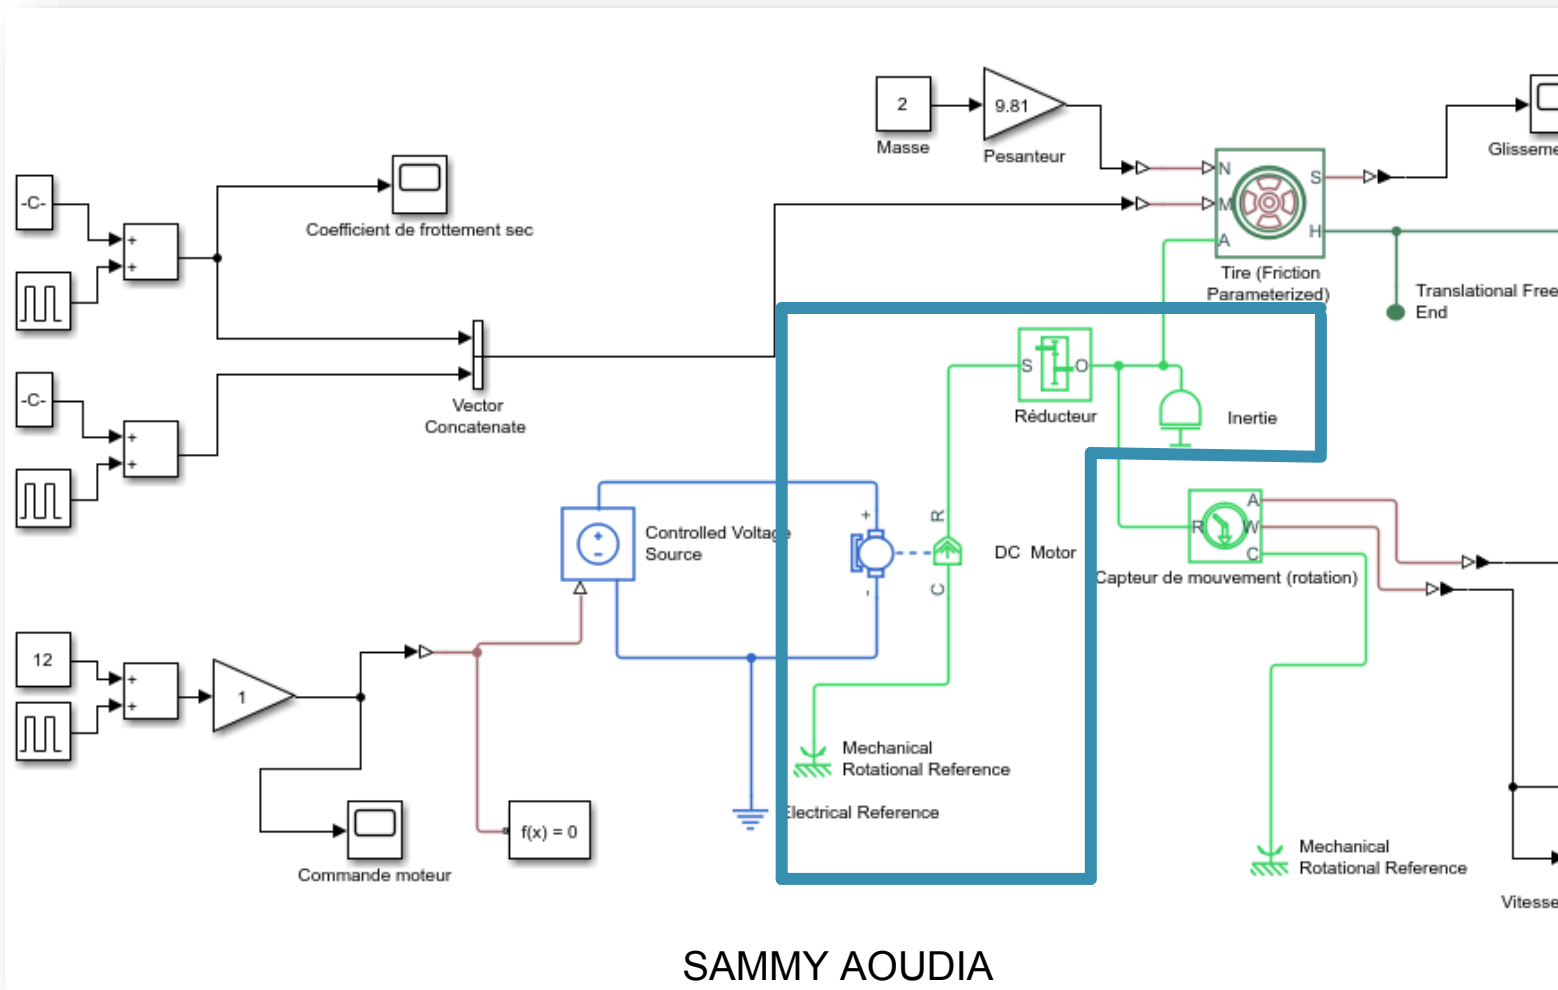 2
Masse
9.81
Pesanteur
Glisseme
N
M
A
S
H
Tire (Friction
Parameterized)
Translational Free
End
-C-
+
+
Coefficient de frottement sec
-C-
+
+
Vector
Concatenate
S
O
Réducteur
Inertie
Controlled Voltage
Source
+
-
+
-
R
C
DC Motor
R
A
W
C
Capteur de mouvement (rotation)
12
+
+
1
Commande moteur
f(x) = 0
Mechanical
Rotational Reference
Electrical Reference
Mechanical
Rotational Reference
Vitesse
SAMMY AOUDIA